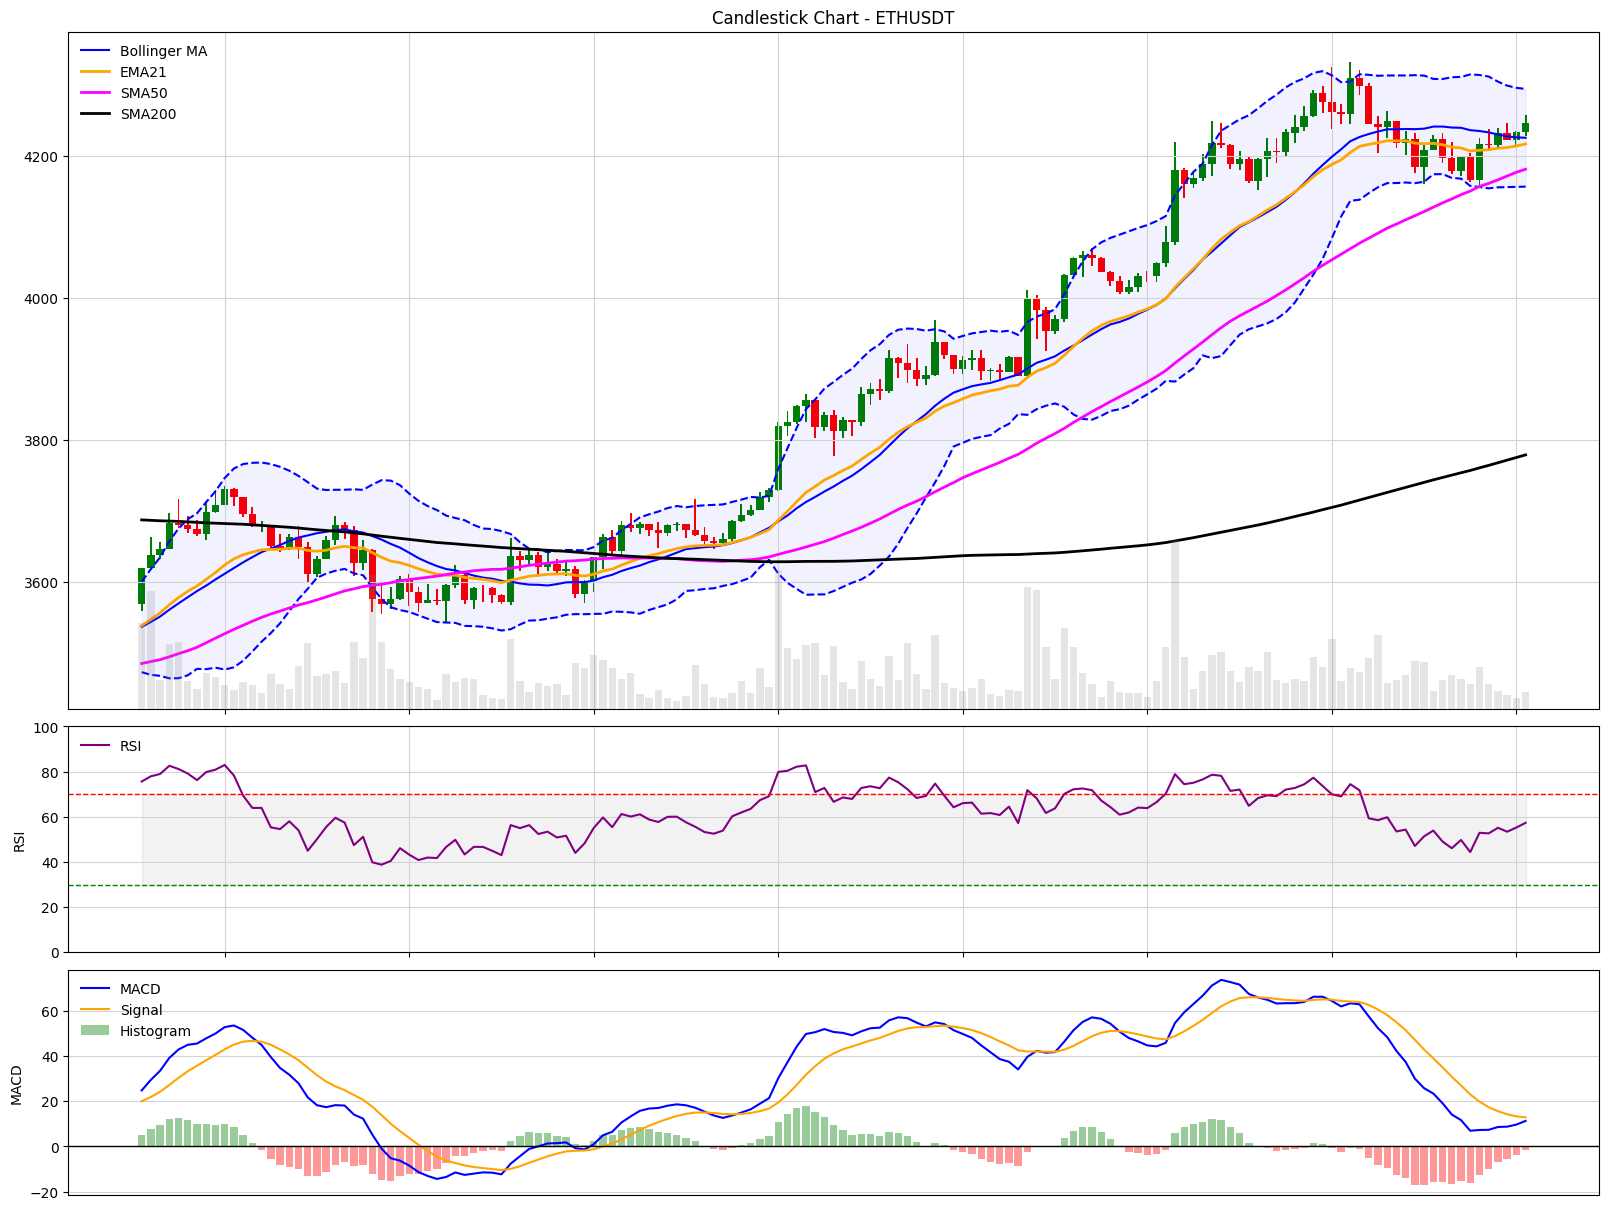 Candlestick Chart - ETHUSDT
Bollinger MA
EMA21
SMA50
SMA200
4200
4000
3800
3600
100
80
60
40
20
0
RSI
RSI
60
40
20
0
−20
MACD
MACD
Signal
Histogram